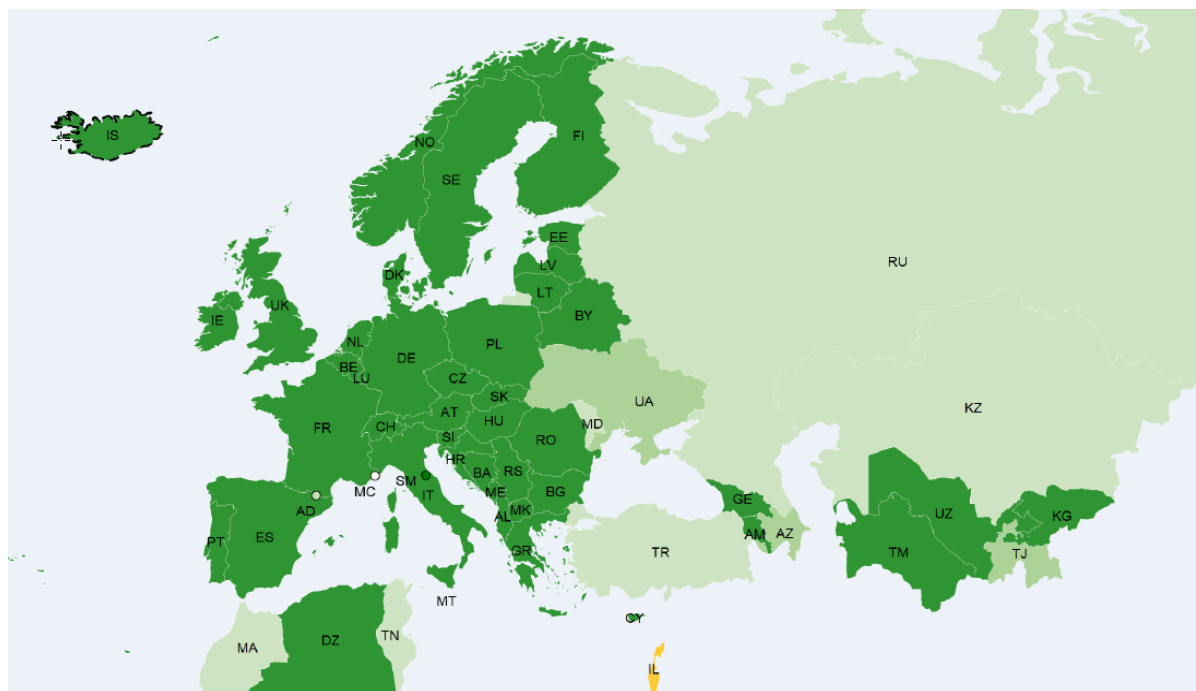 IS
NO
FI
SE
EE
RU
LV
DK
LT
UK
BY
IE
NL
PL
DE
BE
LU
CZ
SK
UA
KZ
AT
FR
CH
HU
MD
SI
RO
HR
BA
RS
SM
MC
IT
ME
BG
GE
AD
AL
MK
UZ
KG
PT
ES
AM
AZ
GR
TR
TM
TJ
MT
CY
TN
DZ
MA
IL